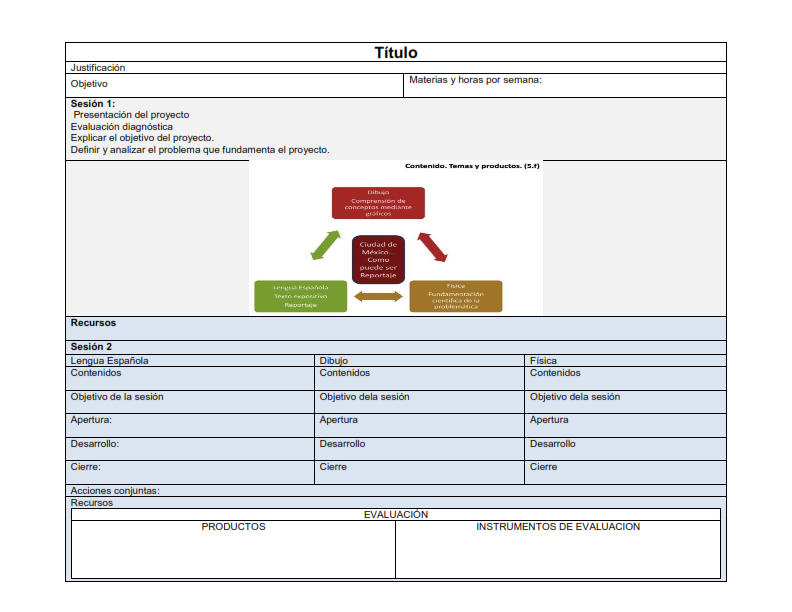 Título
Justificación
Objetivo
Materias y horas por semana:
Sesión 1:
Presentación del proyecto
Evaluación diagnóstica
Explicar el objetivo del proyecto.
Definir y analizar el problema que fundamenta el proyecto.
Contenido. Temas y productos. (5.f)
Dibujo
Comprensión de
conceptos mediante
gráficos
Ciudad de
México...
Como
puede ser
Reportaje
Lengua Española
Texto expositivo
Reportaje
Física
Fundamentación
científica de la
problemática
Recursos
Sesión 2
Lengua Española Dibujo Física
Contenidos Contenidos Contenidos
Objetivo de la sesión Objetivo dela sesión Objetivo dela sesión
Apertura: Apertura Apertura
Desarrollo: Desarrollo Desarrollo
Cierre: Cierre Cierre
Acciones conjuntas:
Recursos
EVALUACIÓN
PRODUCTOS INSTRUMENTOS DE EVALUACION